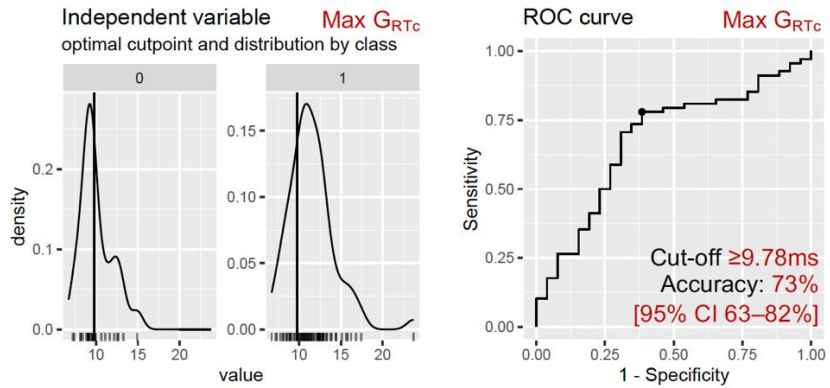 Independent variable Max G_RTc
optimal cutpoint and distribution by class
0 1
density
0.2
0.1
0.0
0.15
0.10
0.05
0.00
10 15 20 10 15 20
value
ROC curve Max G_RTc
Sensitivity
1.00
0.75
0.50
0.25
0.00
Cut-off ≥9.78ms
Accuracy: 73%
[95% CI 63–82%]
0.00 0.25 0.50 0.75 1.00
1 - Specificity